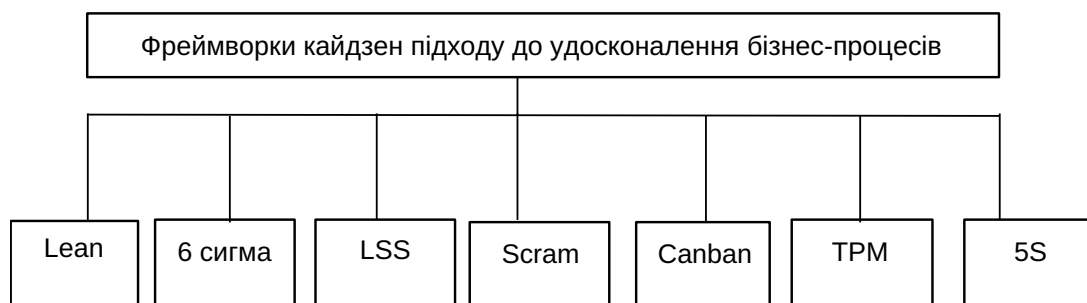 Фреймворки кайдзен підходу до удосконалення бізнес-процесів
Lean
6 сигма
LSS
Scram
Canban
TPM
5S